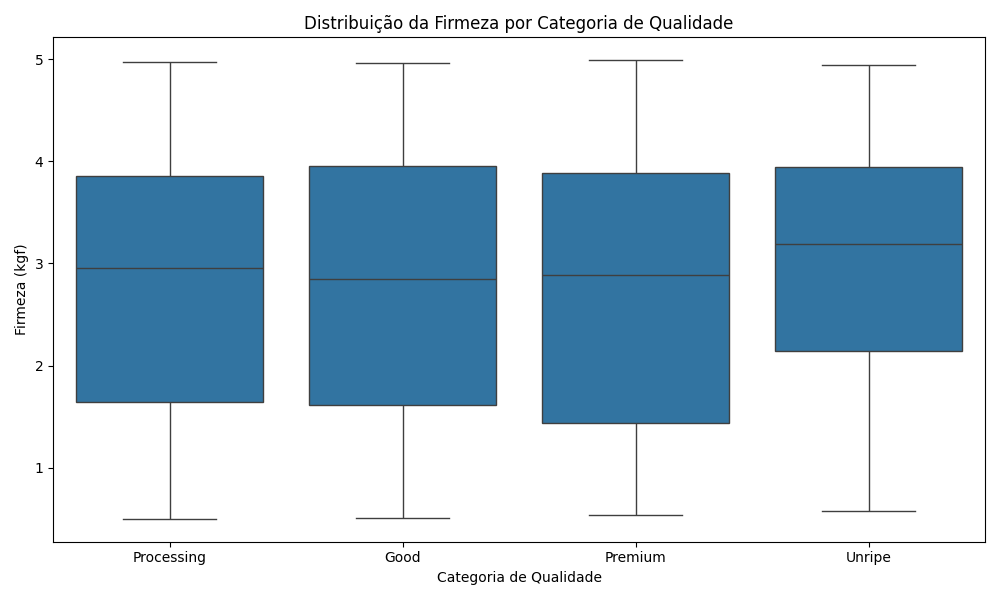 Distribuição da Firmeza por Categoria de Qualidade
Firmeza (kgf)
5
4
3
2
1
Processing
Good
Premium
Unripe
Categoria de Qualidade